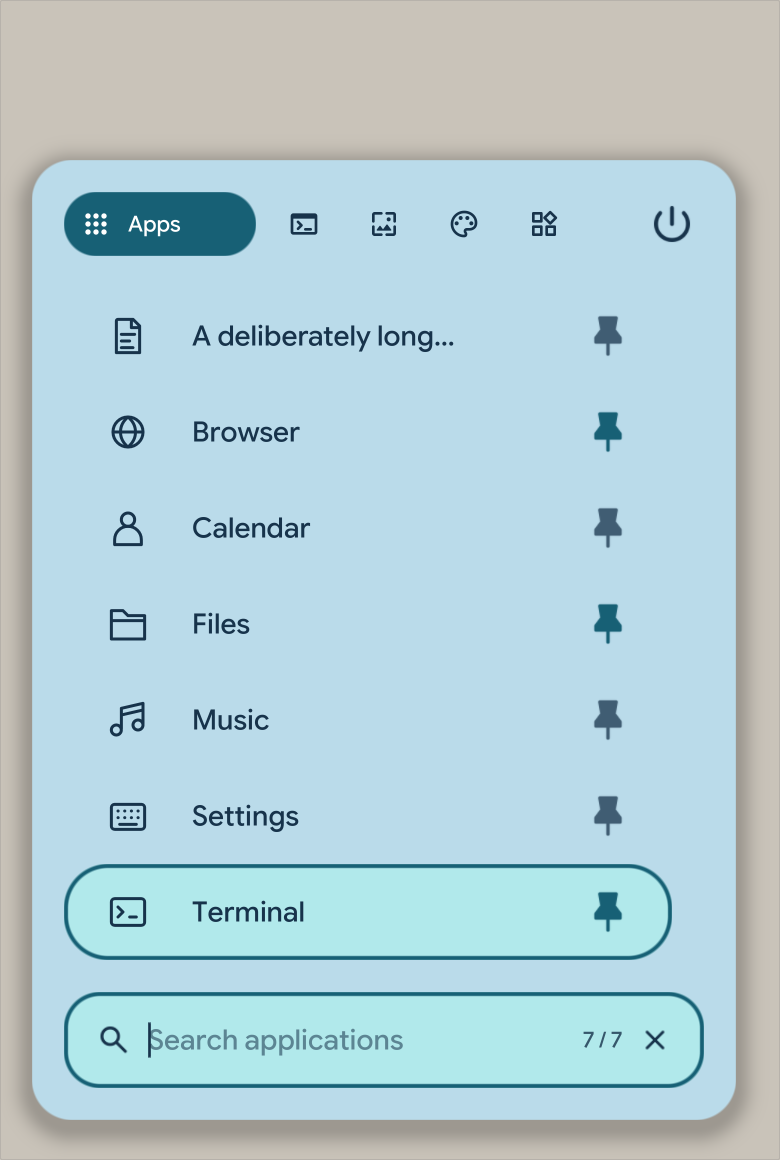 Apps
A deliberately long...
Browser
Calendar
Files
Music
Settings
Terminal
Search applications 7 / 7